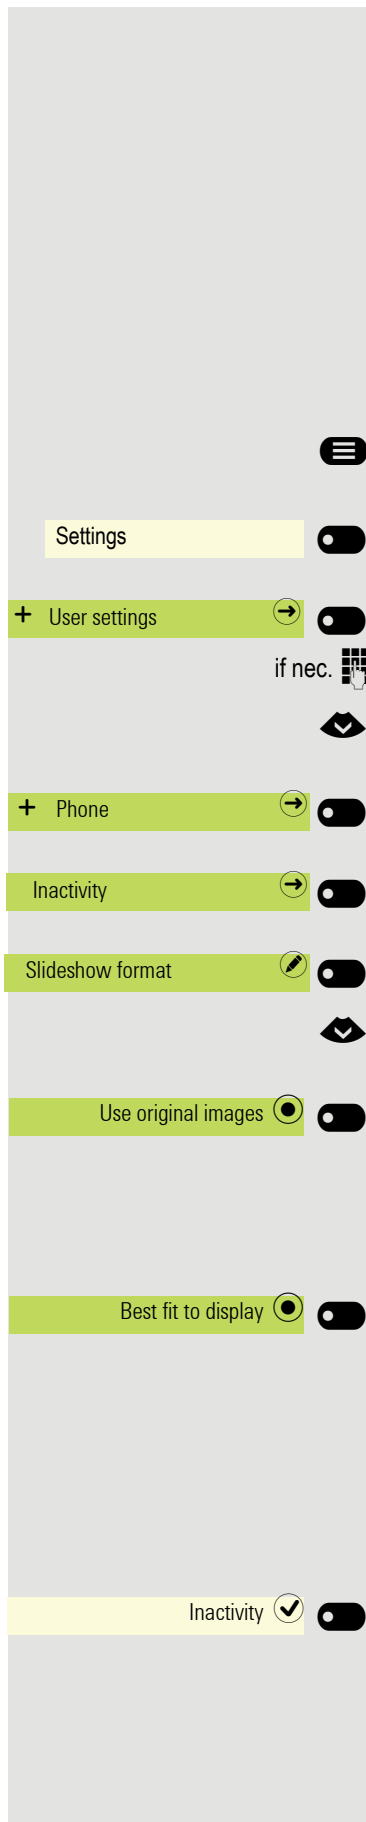 Settings
+ User settings
if nec.
+ Phone
Inactivity
Slideshow format
Use original images
Best fit to display
Inactivity